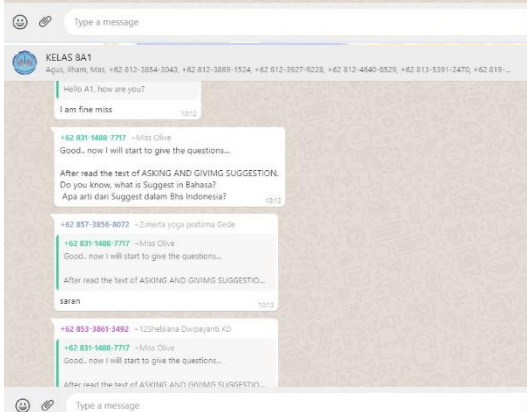 Type a message
KELAS 8A1
Agus, Ilham, Mas, +62 812-3854-3043, +62 812-3869-1524, +62 812-3927-9228, +62 812-4640-8529, +62 813-5391-2470, +62 819-...
Hello A1, how are you?
I am fine miss
10:12
+62 831-1488-7717 ~Miss Olive
Good.. now I will start to give the questions...
After read the text of ASKING AND GIVIMG SUGGESTION.
Do you know, what is Suggest in Bahasa?
Apa arti dari Suggest dalam Bhs Indonesia?
10:12
+62 857-3856-8072 ~2.merta yoga pratama Gede
+62 831-1488-7717 ~Miss Olive
Good.. now I will start to give the questions...
After read the text of ASKING AND GIVIMG SUGGESTIO...
saran
10:13
+62 853-3861-3492 ~12Shelsiana Dwipayanti KD
+62 831-1488-7717 ~Miss Olive
Good.. now I will start to give the questions...
After read the text of ASKING AND GIVIMG SUGGESTIO...
Type a message